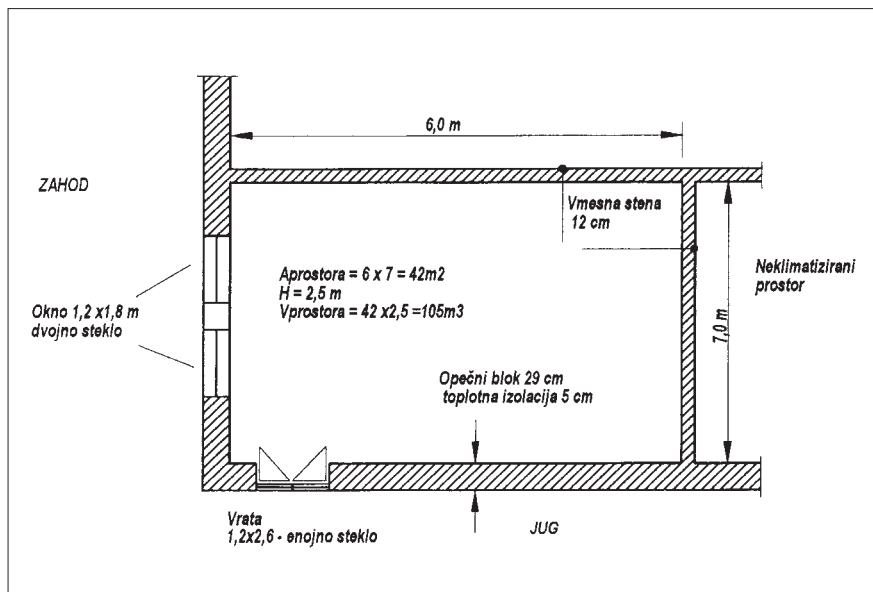 6,0 m
ZAHOD
Vmesna stena
12 cm
Aprostora = 6 x 7 = 42m2
H = 2,5 m
Vprostora = 42 x2,5 =105m3
Neklimatizirani
prostor
Okno 1,2 x1,8 m
dvojno steklo
7,0 m
Opečni blok 29 cm
toplotna izolacija 5 cm
Vrata
1,2x2,6 - enojno steklo
JUG